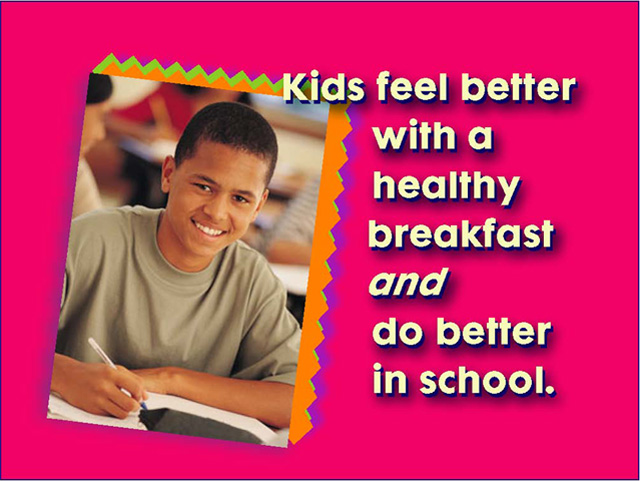 Kids feel better
with a
healthy
breakfast
and
do better
in school.